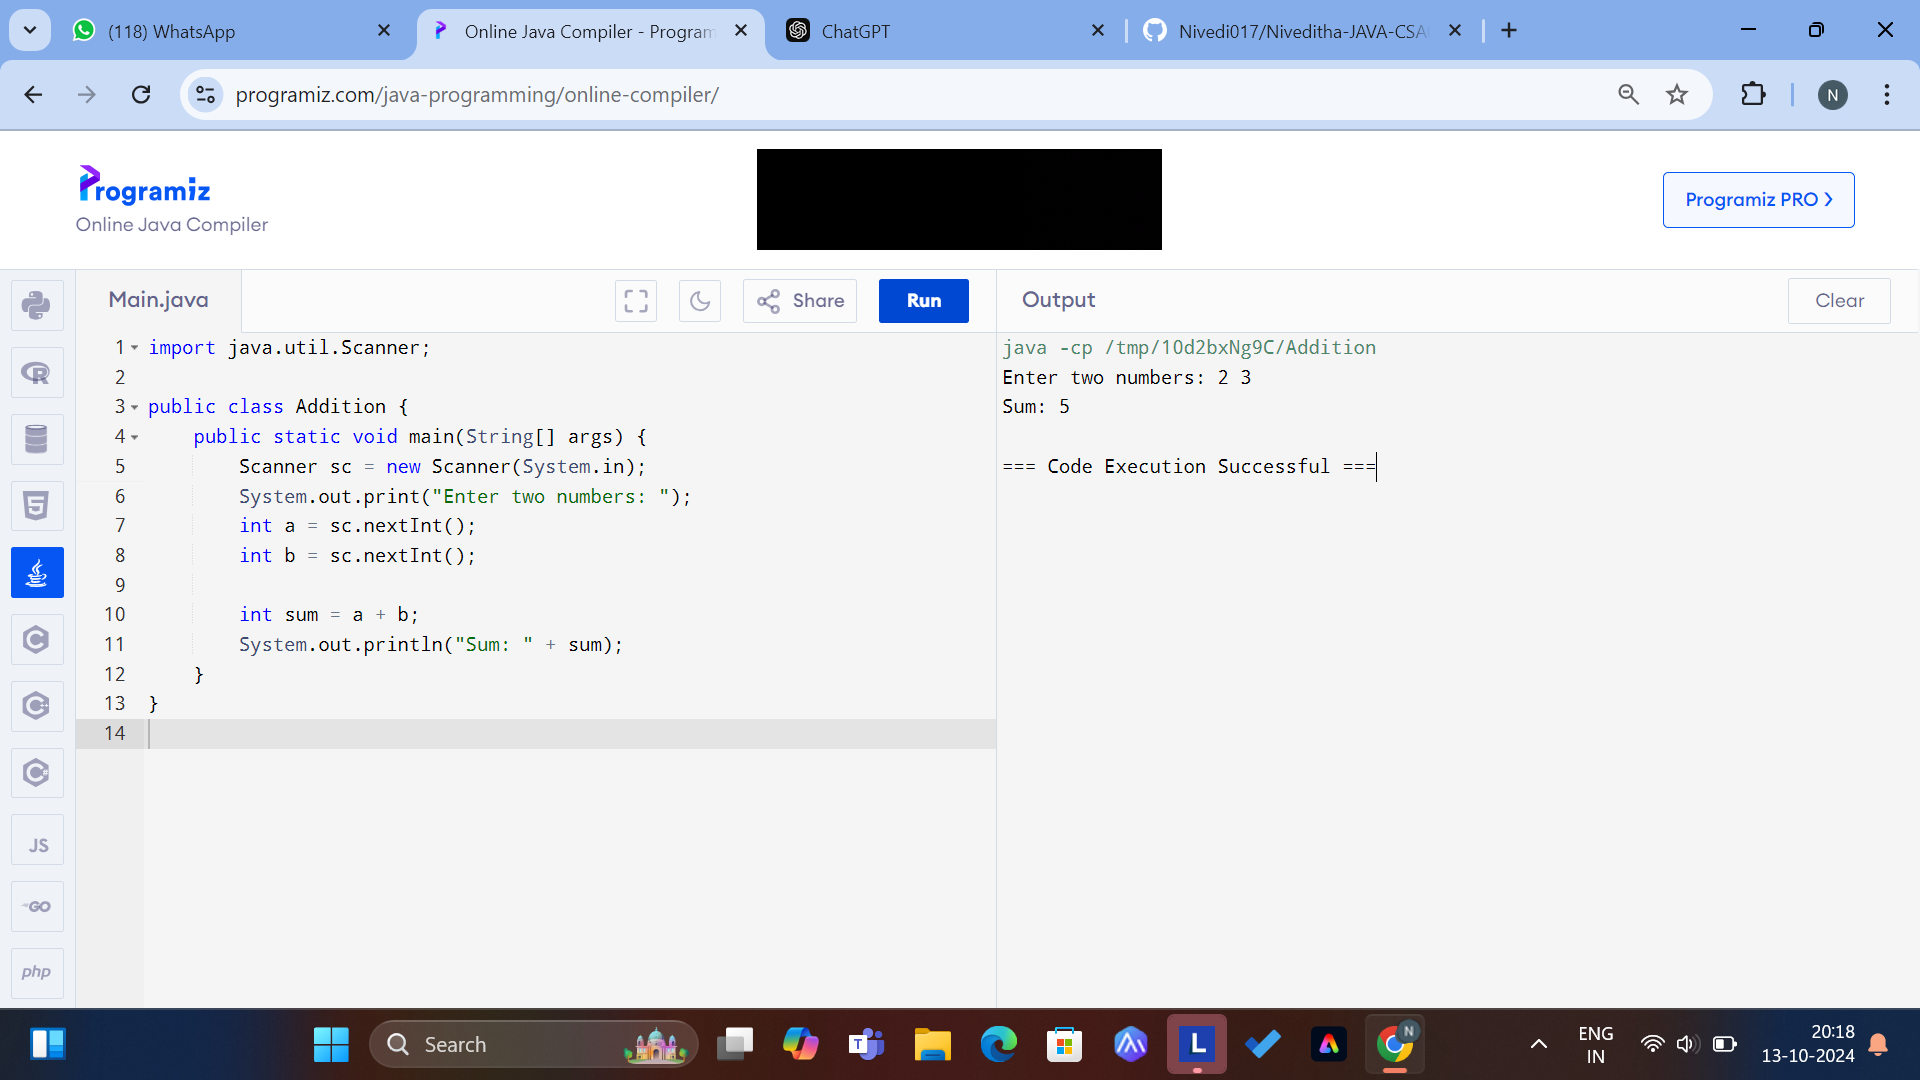 (118) WhatsApp
Online Java Compiler - Program
ChatGPT
Nivedi017/Niveditha-JAVA-CSA
programiz.com/java-programming/online-compiler/
N
Programiz
Online Java Compiler
Programiz PRO >
Main.java
Share
Run
Output
Clear
1 import java.util.Scanner;
2
3 public class Addition {
4     public static void main(String[] args) {
5         Scanner sc = new Scanner(System.in);
6         System.out.print("Enter two numbers: ");
7         int a = sc.nextInt();
8         int b = sc.nextInt();
9
10         int sum = a + b;
11         System.out.println("Sum: " + sum);
12     }
13 }
14
java -cp /tmp/10d2bxNg9C/Addition
Enter two numbers: 2 3
Sum: 5
=== Code Execution Successful ===
JS
GO
php
Search
ENG
IN
20:18
13-10-2024